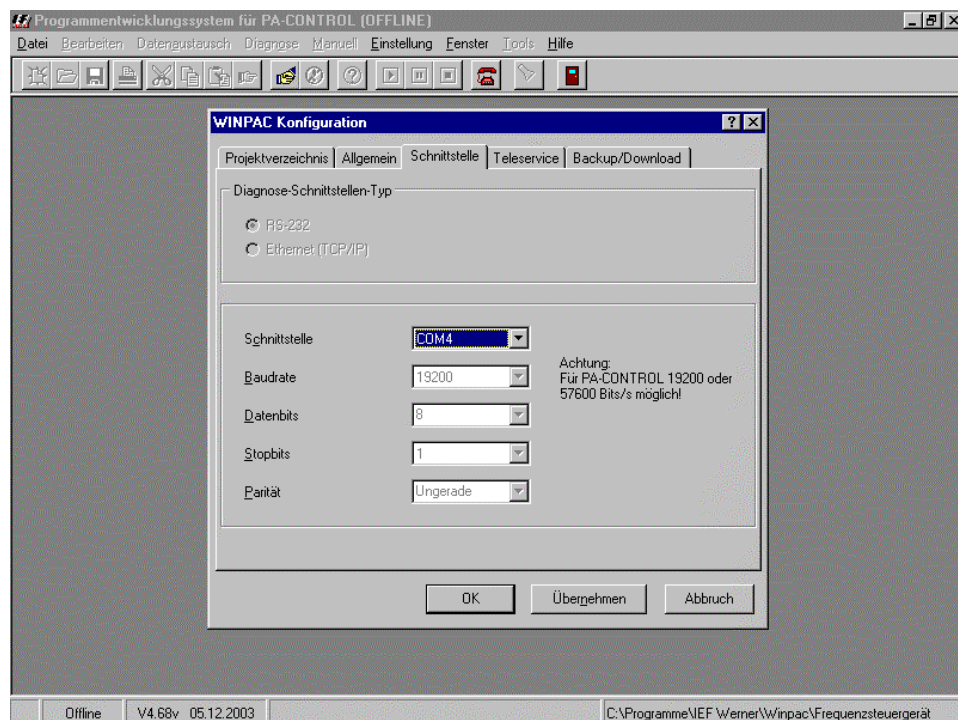 Programmentwicklungssystem für PA-CONTROL (OFFLINE)
Datei Bearbeiten Datenaustausch Diagnose Manuell Einstellung Fenster Tools Hilfe
WINPAC Konfiguration
Projektverzeichnis Allgemein Schnittstelle Teleservice Backup/Download
Diagnose-Schnittstellen-Typ
RS-232
Ethernet (TCP/IP)
Schnittstelle COM4
Baudrate 19200
Datenbits 8
Stopbits 1
Parität Ungerade
Achtung:
Für PA-CONTROL 19200 oder
57600 Bits/s möglich!
OK Übernehmen Abbruch
Offline V4.68v 05.12.2003 C:\Programme\IEF Werner\Winpac\Frequenzsteuergerät